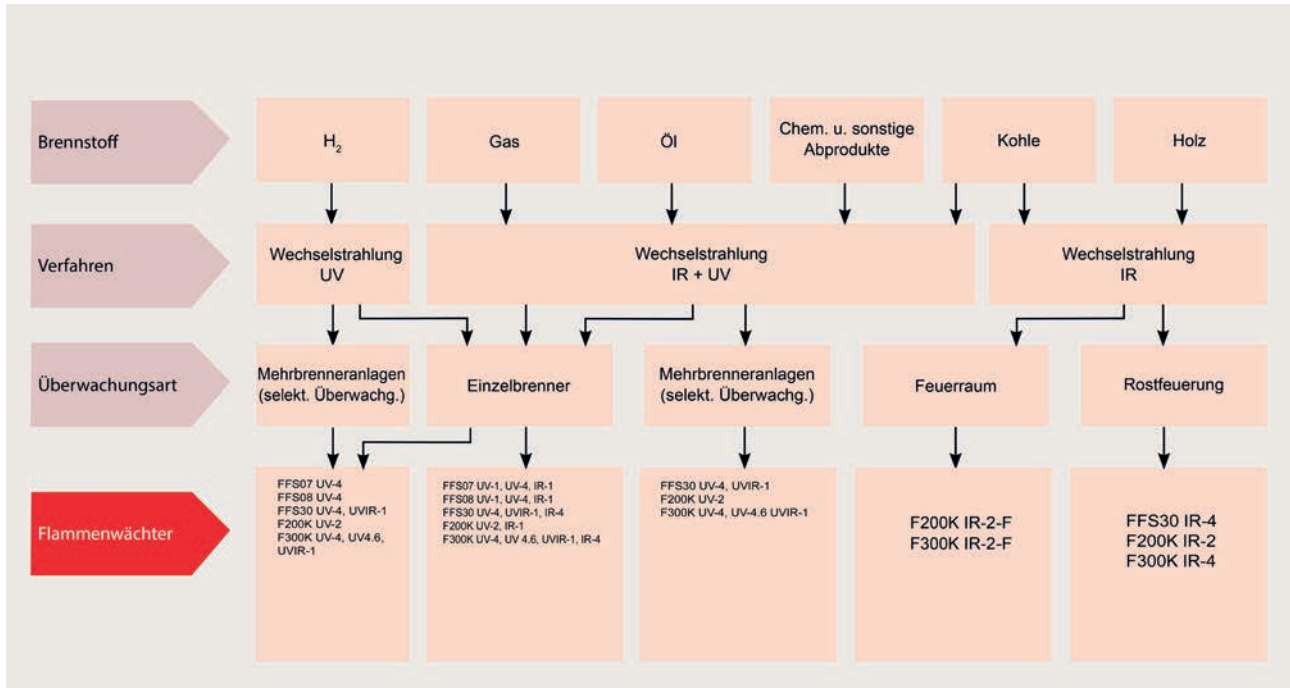 Brennstoff
H2
Gas
Öl
Chem. u. sonstige
Abprodukte
Kohle
Holz
Verfahren
Wechselstrahlung
UV
Wechselstrahlung
IR + UV
Wechselstrahlung
IR
Überwachungsart
Mehrbrenneranlagen
(selekt. Überwachg.)
Einzelbrenner
Mehrbrenneranlagen
(selekt. Überwachg.)
Feuerraum
Rostfeuerung
Flammenwächter
FFS07 UV-4
FFS08 UV-4
FFS30 UV-4, UVIR-1
F200K UV-2
F300K UV-4, UV4.6,
UVIR-1
FFS07 UV-1, UV-4, IR-1
FFS08 UV-1, UV-4, IR-1
FFS30 UV-4, UVIR-1, IR-4
F200K UV-2, IR-1
F300K UV-4, UV 4.6, UVIR-1, IR-4
FFS30 UV-4, UVIR-1
F200K UV-2
F300K UV-4, UV-4.6 UVIR-1
F200K IR-2-F
F300K IR-2-F
FFS30 IR-4
F200K IR-2
F300K IR-4